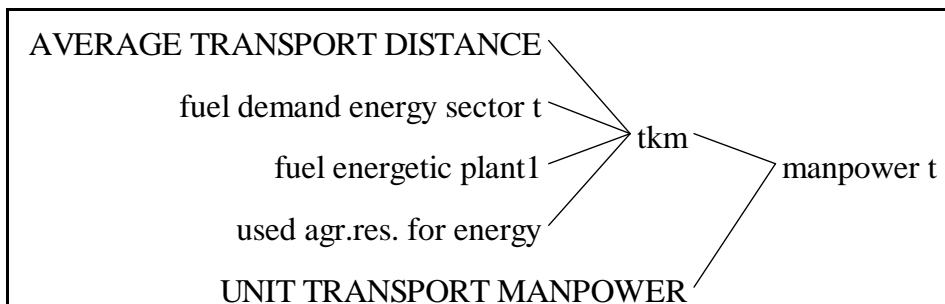 AVERAGE TRANSPORT DISTANCE
fuel demand energy sector t
tkm
fuel energetic plant1
manpower t
used agr.res. for energy
UNIT TRANSPORT MANPOWER